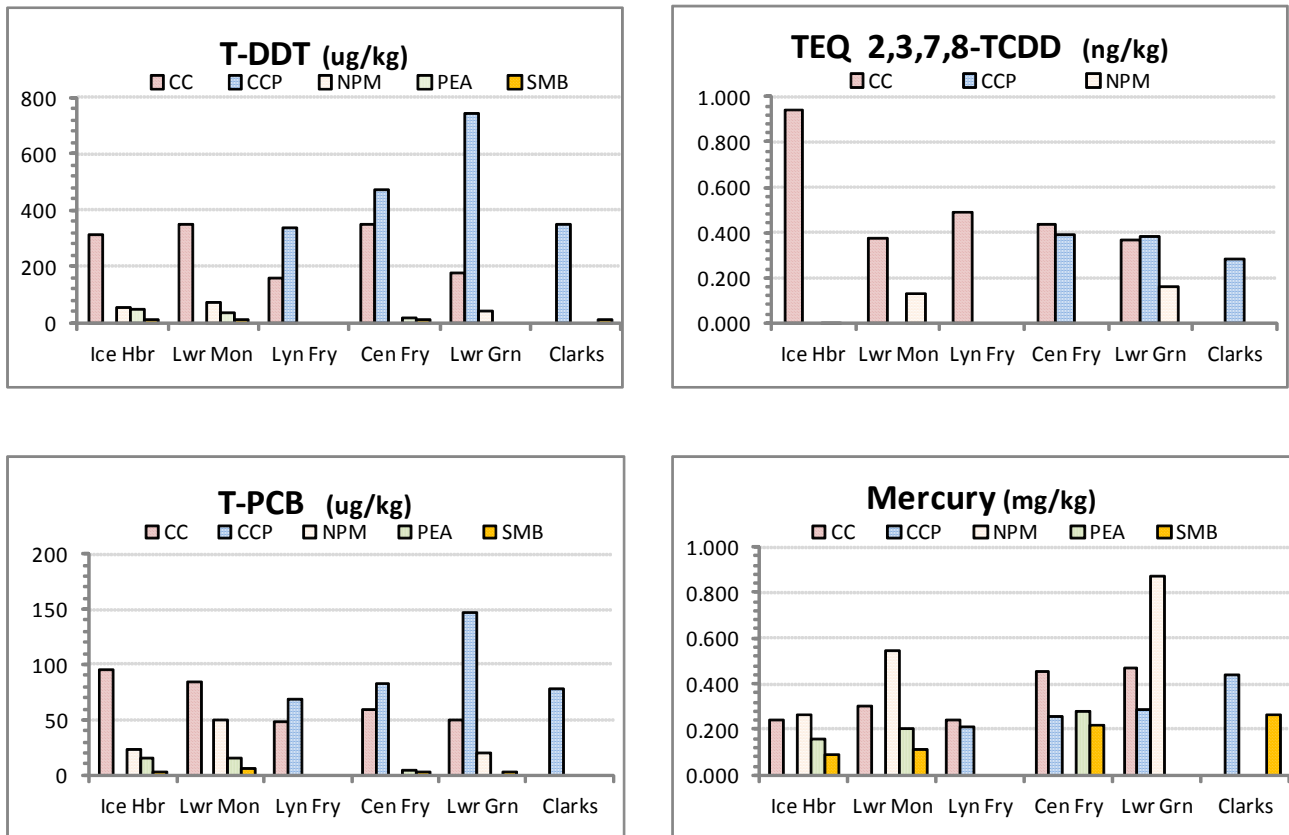 T-DDT (ug/kg)
CC CCP NPM PEA SMB
800
600
400
200
0
Ice Hbr Lwr Mon Lyn Fry Cen Fry Lwr Grn Clarks
TEQ 2,3,7,8-TCDD (ng/kg)
CC CCP NPM
1.000
0.800
0.600
0.400
0.200
0.000
Ice Hbr Lwr Mon Lyn Fry Cen Fry Lwr Grn Clarks
T-PCB (ug/kg)
CC CCP NPM PEA SMB
200
150
100
50
0
Ice Hbr Lwr Mon Lyn Fry Cen Fry Lwr Grn Clarks
Mercury (mg/kg)
CC CCP NPM PEA SMB
1.000
0.800
0.600
0.400
0.200
0.000
Ice Hbr Lwr Mon Lyn Fry Cen Fry Lwr Grn Clarks